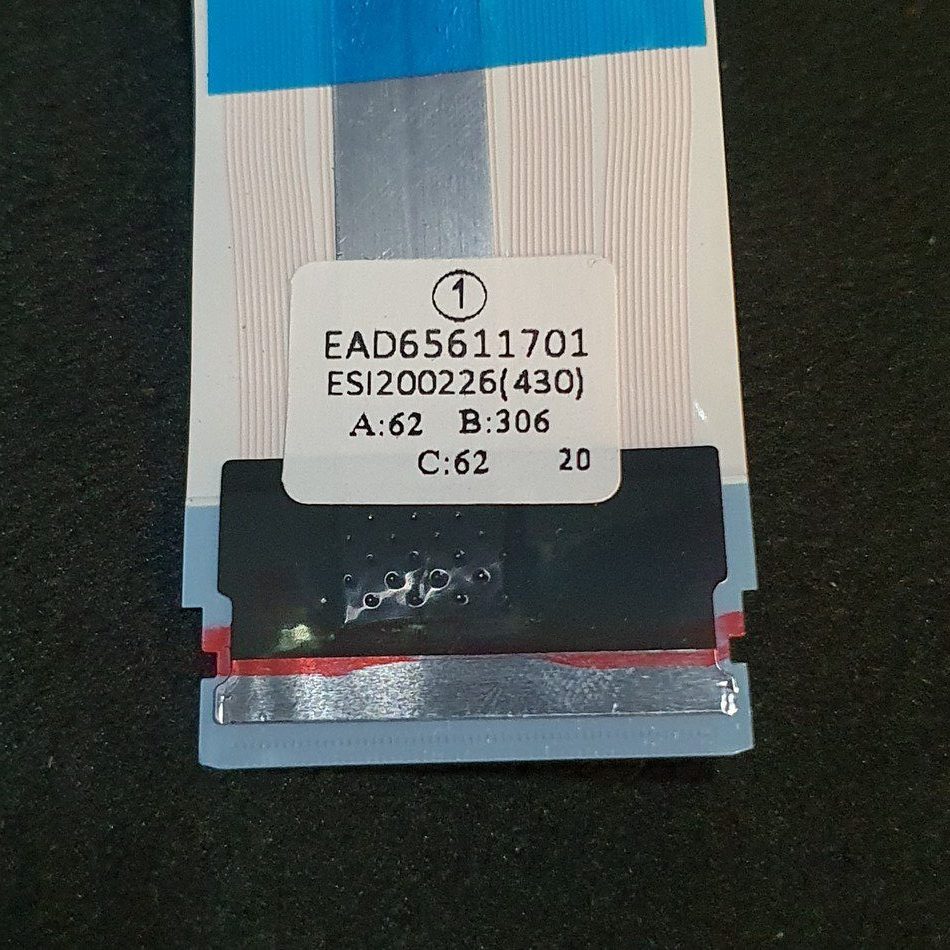 1
EAD65611701
ESI200226(430)
A:62 B:306
C:62 20